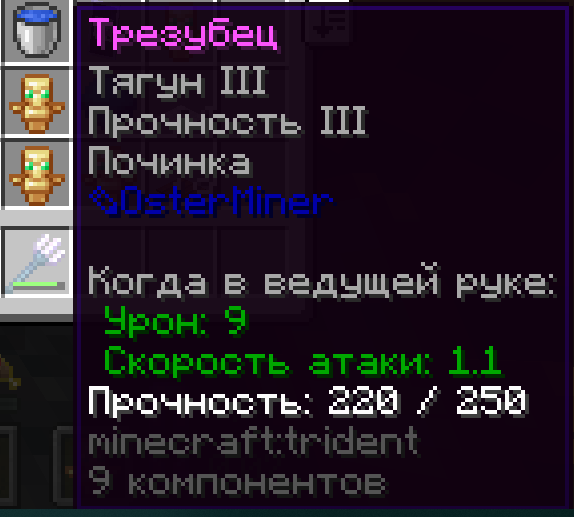 Трезубец
Тягун III
Прочность III
Починка
✎OsterMiner
Когда в ведущей руке:
Урон: 9
Скорость атаки: 1.1
Прочность: 220 / 250
minecraft:trident
9 компонентов